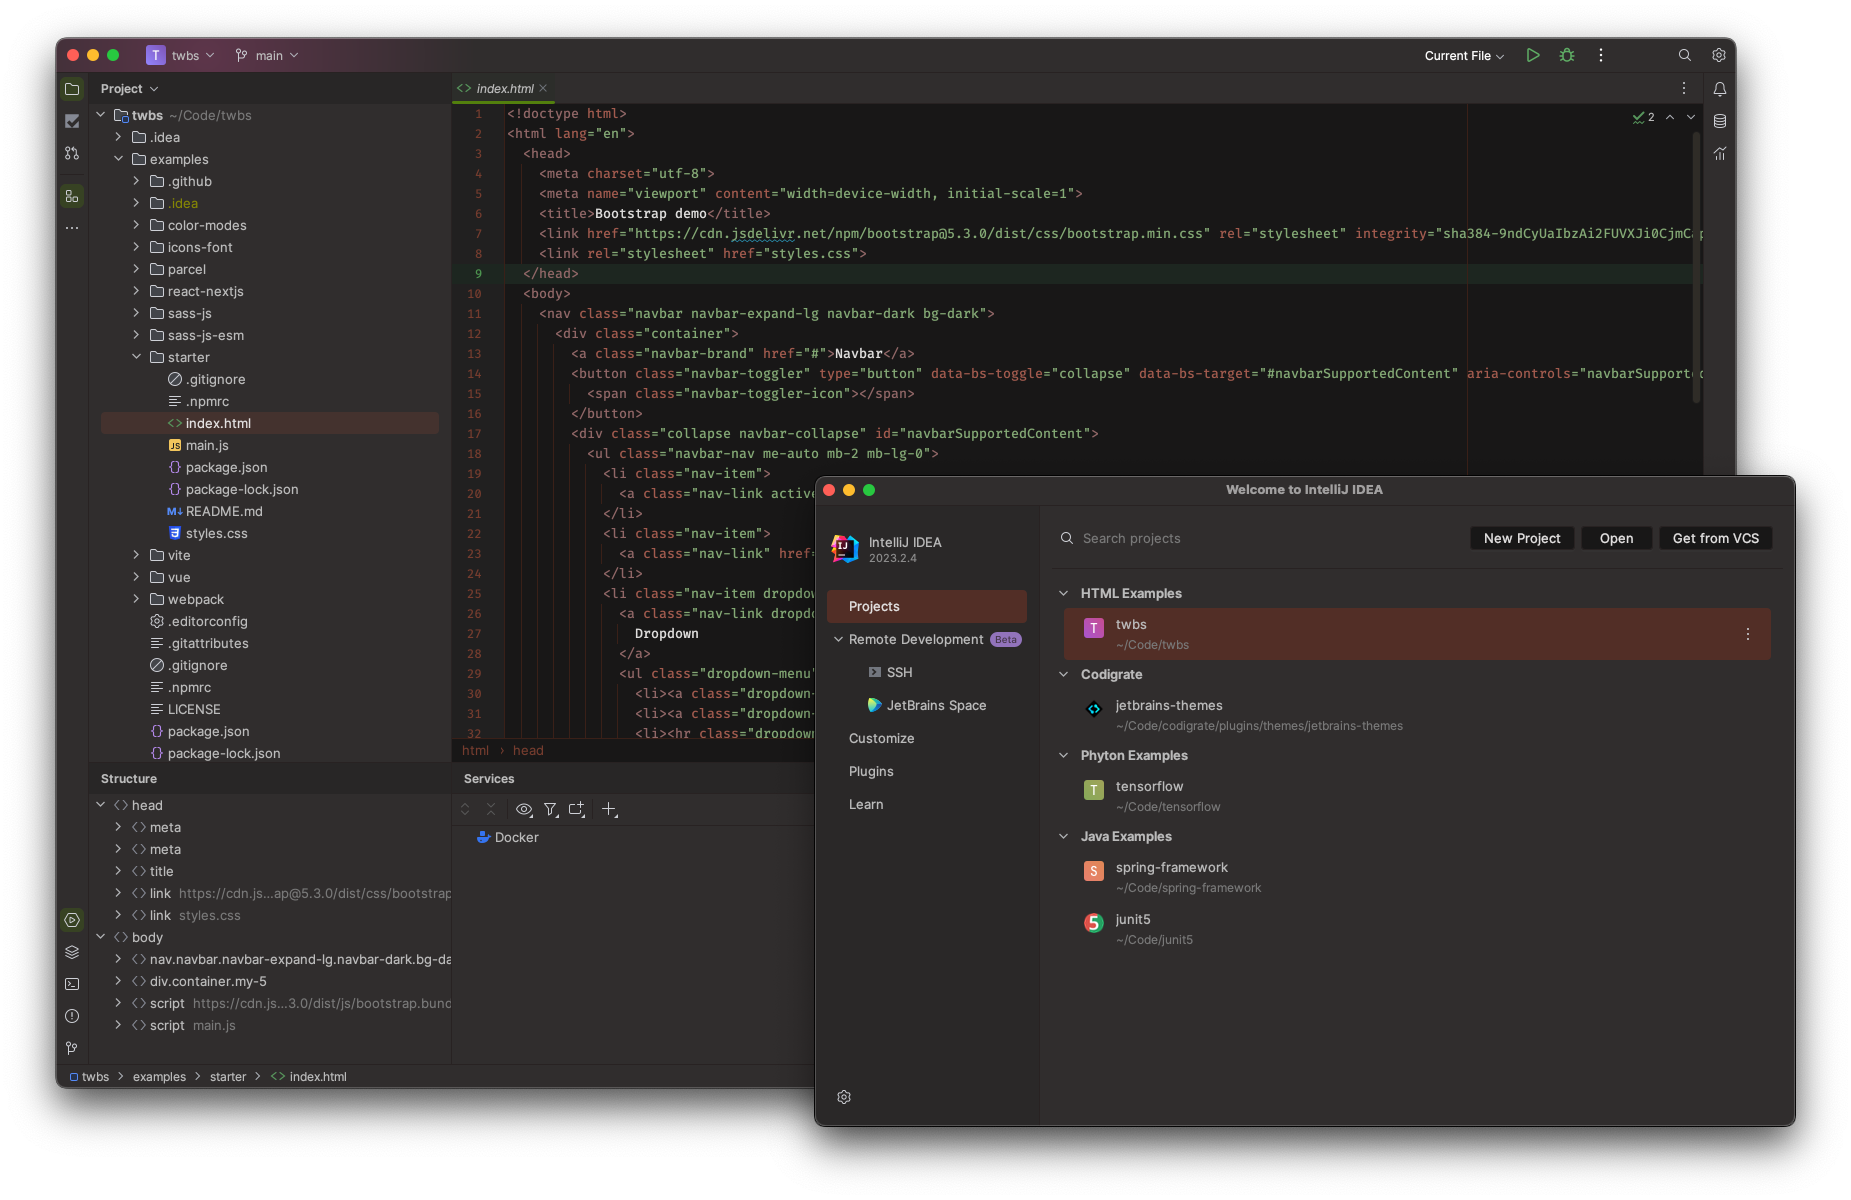 T twbs main
Current File
Project
twbs ~/Code/twbs
.idea
examples
.github
.idea
color-modes
icons-font
parcel
react-nextjs
sass-js
sass-js-esm
starter
.gitignore
.npmrc
index.html
JS main.js
package.json
package-lock.json
M↓ README.md
styles.css
vite
vue
webpack
.editorconfig
.gitattributes
.gitignore
.npmrc
LICENSE
package.json
package-lock.json
index.html
2
1 <!doctype html>
2 <html lang="en">
3 <head>
4 <meta charset="utf-8">
5 <meta name="viewport" content="width=device-width, initial-scale=1">
6 <title>Bootstrap demo</title>
7 <link href="https://cdn.jsdelivr.net/npm/bootstrap@5.3.0/dist/css/bootstrap.min.css" rel="stylesheet" integrity="sha384-9ndCyUaIbzAi2FUVXJi0CjmCap
8 <link rel="stylesheet" href="styles.css">
9 </head>
10 <body>
11 <nav class="navbar navbar-expand-lg navbar-dark bg-dark">
12 <div class="container">
13 <a class="navbar-brand" href="#">Navbar</a>
14 <button class="navbar-toggler" type="button" data-bs-toggle="collapse" data-bs-target="#navbarSupportedContent" aria-controls="navbarSupported
15 <span class="navbar-toggler-icon"></span>
16 </button>
17 <div class="collapse navbar-collapse" id="navbarSupportedContent">
18 <ul class="navbar-nav me-auto mb-2 mb-lg-0">
19 <li class="nav-item">
20 <a class="nav-link active
21 </li>
22 <li class="nav-item">
23 <a class="nav-link" href=
24 </li>
25 <li class="nav-item dropdow
26 <a class="nav-link dropdo
27 Dropdown
28 </a>
29 <ul class="dropdown-menu"
30 <li><a class="dropdown-
31 <li><a class="dropdown-
32 <li><hr class="dropdown
html › head
Structure
head
meta
meta
title
link https://cdn.js...ap@5.3.0/dist/css/bootstrap
link styles.css
body
nav.navbar.navbar-expand-lg.navbar-dark.bg-da
div.container.my-5
script https://cdn.js...3.0/dist/js/bootstrap.bund
script main.js
Services
Docker
twbs > examples > starter > index.html
Welcome to IntelliJ IDEA
IJ IntelliJ IDEA
2023.2.4
Projects
Remote Development Beta
SSH
JetBrains Space
Customize
Plugins
Learn
Search projects
New Project Open Get from VCS
HTML Examples
T twbs
~/Code/twbs
Codigrate
jetbrains-themes
~/Code/codigrate/plugins/themes/jetbrains-themes
Phyton Examples
T tensorflow
~/Code/tensorflow
Java Examples
S spring-framework
~/Code/spring-framework
5 junit5
~/Code/junit5